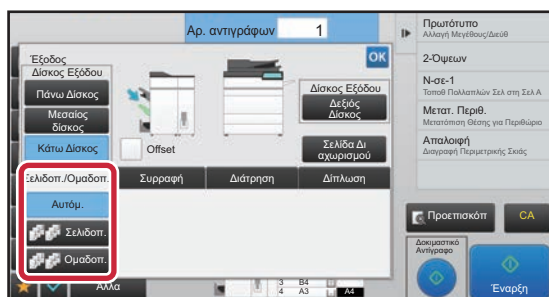 Αρ. αντιγράφων 1
Έξοδος
OK
Δίσκος Εξόδου
Πάνω Δίσκος
Μεσαίος
δίσκος
Κάτω Δίσκος
Offset
Δίσκος Εξόδου
Δεξιός
Δίσκος
Σελίδα Δι
αχωρισμού
Σελιδοπ./Ομαδοπ.
Συρραφή
Διάτρηση
Δίπλωση
Αυτόμ.
Σελιδοπ.
Ομαδοπ.
Άλλα
3 B4
4 A3
A4
Πρωτότυπο
Αλλαγή Μεγέθους/Διεύθ
2-Όψεων
N-σε-1
Τοποθ Πολλαπλών Σελ στη Σελ Α
Μετατ. Περιθ.
Μετατόπιση Θέσης για Περιθώριο
Απαλοιφή
Διαγραφή Περιμετρικής Σκιάς
Προεπισκόπ
CA
Δοκιμαστικό
Αντίγραφο
Έναρξη